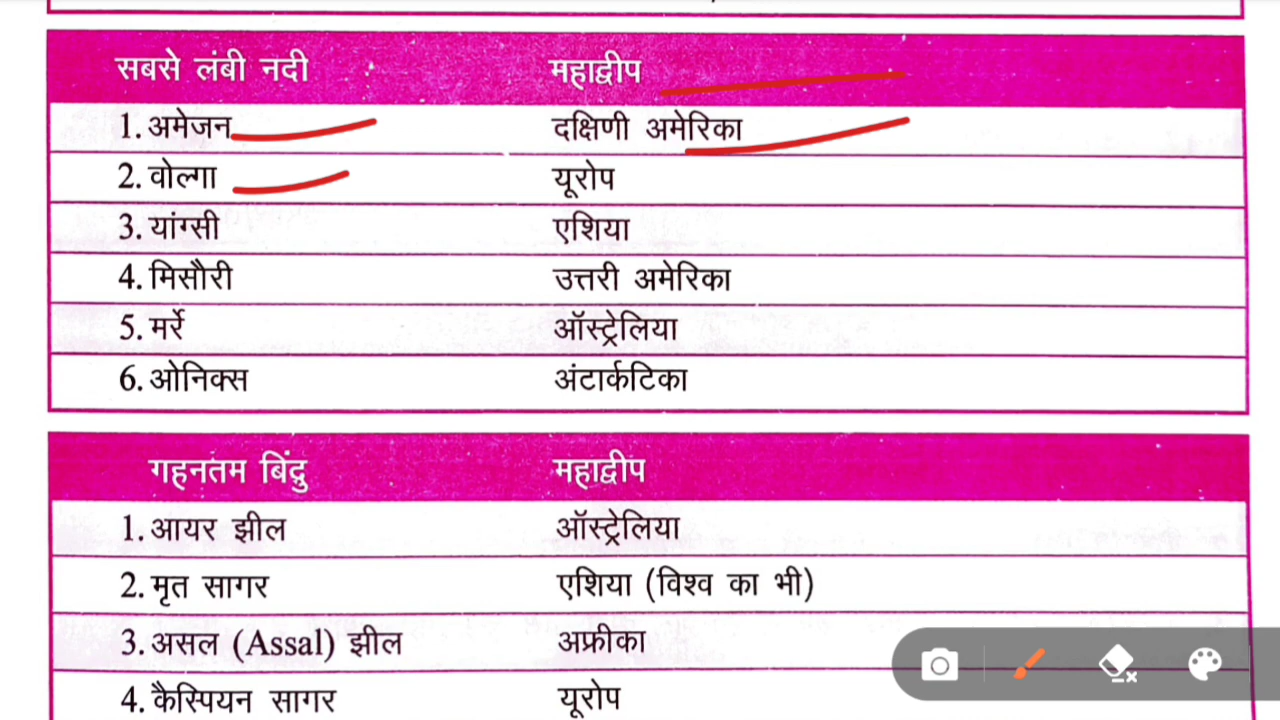 सबसे लंबी नदी महाद्वीप
1. अमेजन दक्षिणी अमेरिका
2. वोल्गा यूरोप
3. यांग्सी एशिया
4. मिसौरी उत्तरी अमेरिका
5. मर्रे ऑस्ट्रेलिया
6. ओनिक्स अंटार्कटिका
गहनतम बिंदु महाद्वीप
1. आयर झील ऑस्ट्रेलिया
2. मृत सागर एशिया (विश्व का भी)
3. असल (Assal) झील अफ्रीका
4. कैस्पियन सागर यूरोप